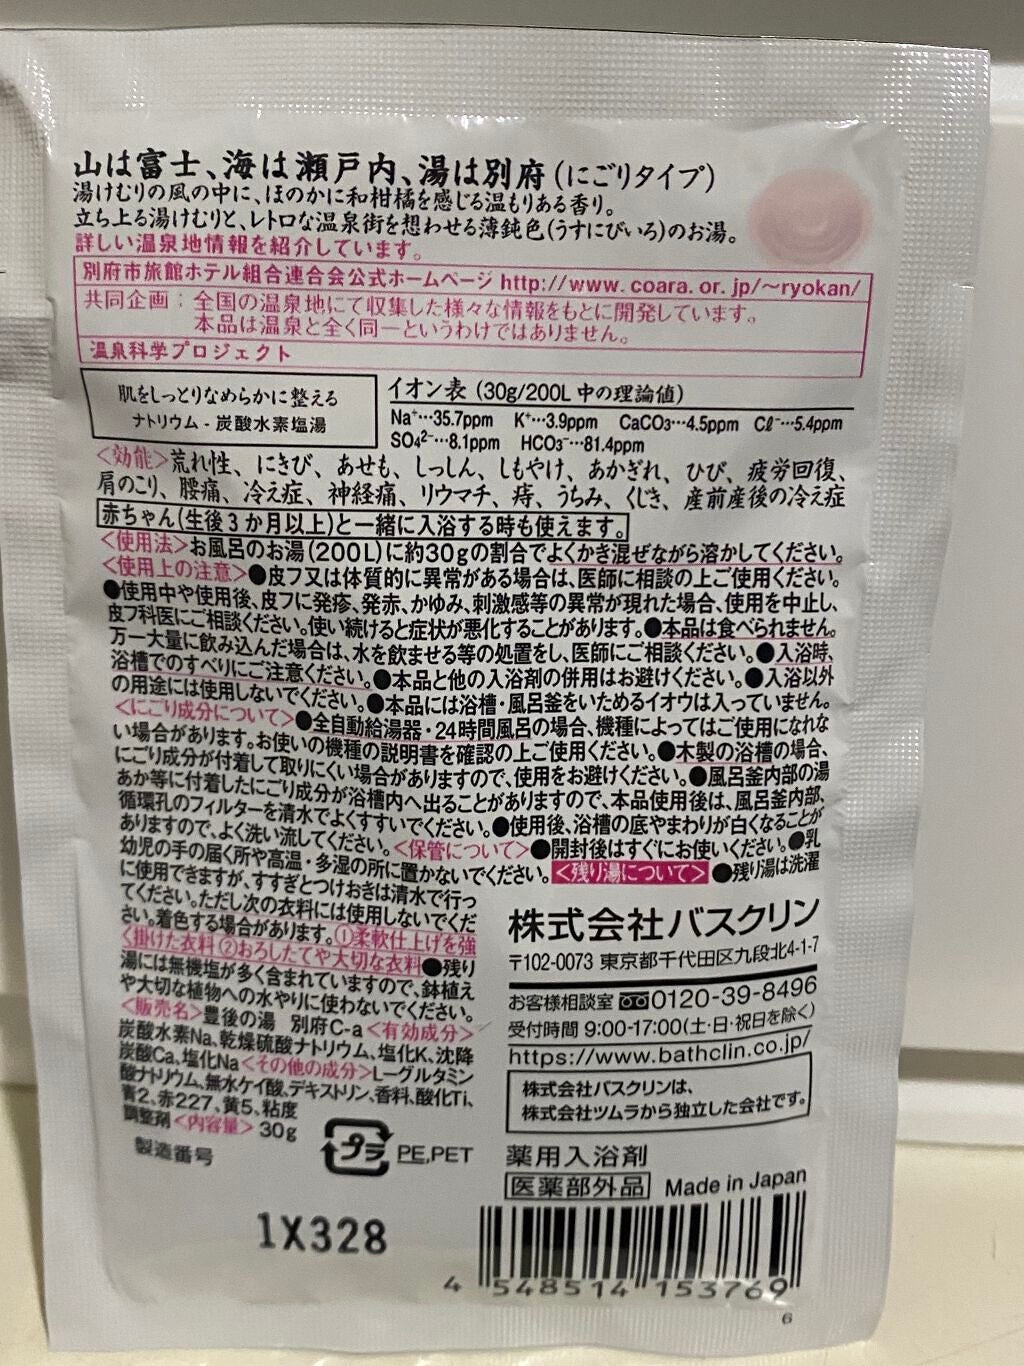 山は富士、海は瀬戸内、湯は別府(にごりタイプ)
湯けむりの風の中に、ほのかに和柑橘を感じる温もりある香り。
立ち上る湯けむりと、レトロな温泉街を想わせる薄鈍色(うすにびいろ)のお湯。
詳しい温泉地情報を紹介しています。
別府市旅館ホテル組合連合会公式ホームページ http://www.coara.or.jp/～ryokan/
共同企画：全国の温泉地にて収集した様々な情報をもとに開発しています。
本品は温泉と全く同一というわけではありません。
温泉科学プロジェクト
肌をしっとりなめらかに整える
ナトリウム - 炭酸水素塩湯
イオン表 (30g/200L 中の理論値)
Na⁺…35.7ppm K⁺…3.9ppm CaCO₃…4.5ppm Cℓ⁻…5.4ppm
SO₄²⁻…8.1ppm HCO₃⁻…81.4ppm
<効能>荒れ性、にきび、あせも、しっしん、しもやけ、あかぎれ、ひび、疲労回復、
肩のこり、腰痛、冷え症、神経痛、リウマチ、痔、うちみ、くじき、産前産後の冷え症
赤ちゃん(生後3か月以上)と一緒に入浴する時も使えます。
<使用法>お風呂のお湯(200L)に約30gの割合でよくかき混ぜながら溶かしてください。
<使用上の注意>●皮フ又は体質的に異常がある場合は、医師に相談の上ご使用ください。
●使用中や使用後、皮フに発疹、発赤、かゆみ、刺激感等の異常が現れた場合、使用を中止し、
皮フ科医にご相談ください。使い続けると症状が悪化することがあります。●本品は食べられません。
万一大量に飲み込んだ場合は、水を飲ませる等の処置をし、医師にご相談ください。●入浴時、
浴槽でのすべりにご注意ください。●本品と他の入浴剤の併用はお避けください。●入浴以外
の用途には使用しないでください。●本品には浴槽・風呂釜をいためるイオウは入っていません。
<にごり成分について>●全自動給湯器・24時間風呂の場合、機種によってはご使用になれな
い場合があります。お使いの機種の説明書を確認の上ご使用ください。●木製の浴槽の場合、
にごり成分が付着して取りにくい場合がありますので、使用をお避けください。●風呂釜内部の湯
あか等に付着したにごり成分が浴槽内へ出ることがありますので、本品使用後は、風呂釜内部、
循環孔のフィルターを清水でよくすすいでください。●使用後、浴槽の底やまわりが白くなることが
ありますので、よく洗い流してください。<保管について>●開封後はすぐにお使いください。●乳
幼児の手の届く所や高温・多湿の所に置かないでください。<残り湯について>●残り湯は洗濯
に使用できますが、すすぎとつけおきは清水で行っ
てください。ただし次の衣料には使用しないでくだ
さい。着色する場合があります。①柔軟仕上げを強
く掛けた衣料②おろしたてや大切な衣料●残り
湯には無機塩が多く含まれていますので、鉢植え
や大切な植物への水やりに使わないでください。
<販売名>豊後の湯 別府C-a<有効成分>
炭酸水素Na、乾燥硫酸ナトリウム、塩化K、沈降
炭酸Ca、塩化Na<その他の成分>L-グルタミン
酸ナトリウム、無水ケイ酸、デキストリン、香料、酸化Ti、
青2、赤227、黄5、粘度
調整剤<内容量>30g
製造番号
プラ PE,PET
1X328
株式会社バスクリン
〒102-0073 東京都千代田区九段北4-1-7
お客様相談室 0120-39-8496
受付時間 9:00-17:00(土・日・祝日を除く)
https://www.bathclin.co.jp/
株式会社バスクリンは、
株式会社ツムラから独立した会社です。
薬用入浴剤
医薬部外品 Made in Japan
4 548514 153769
6